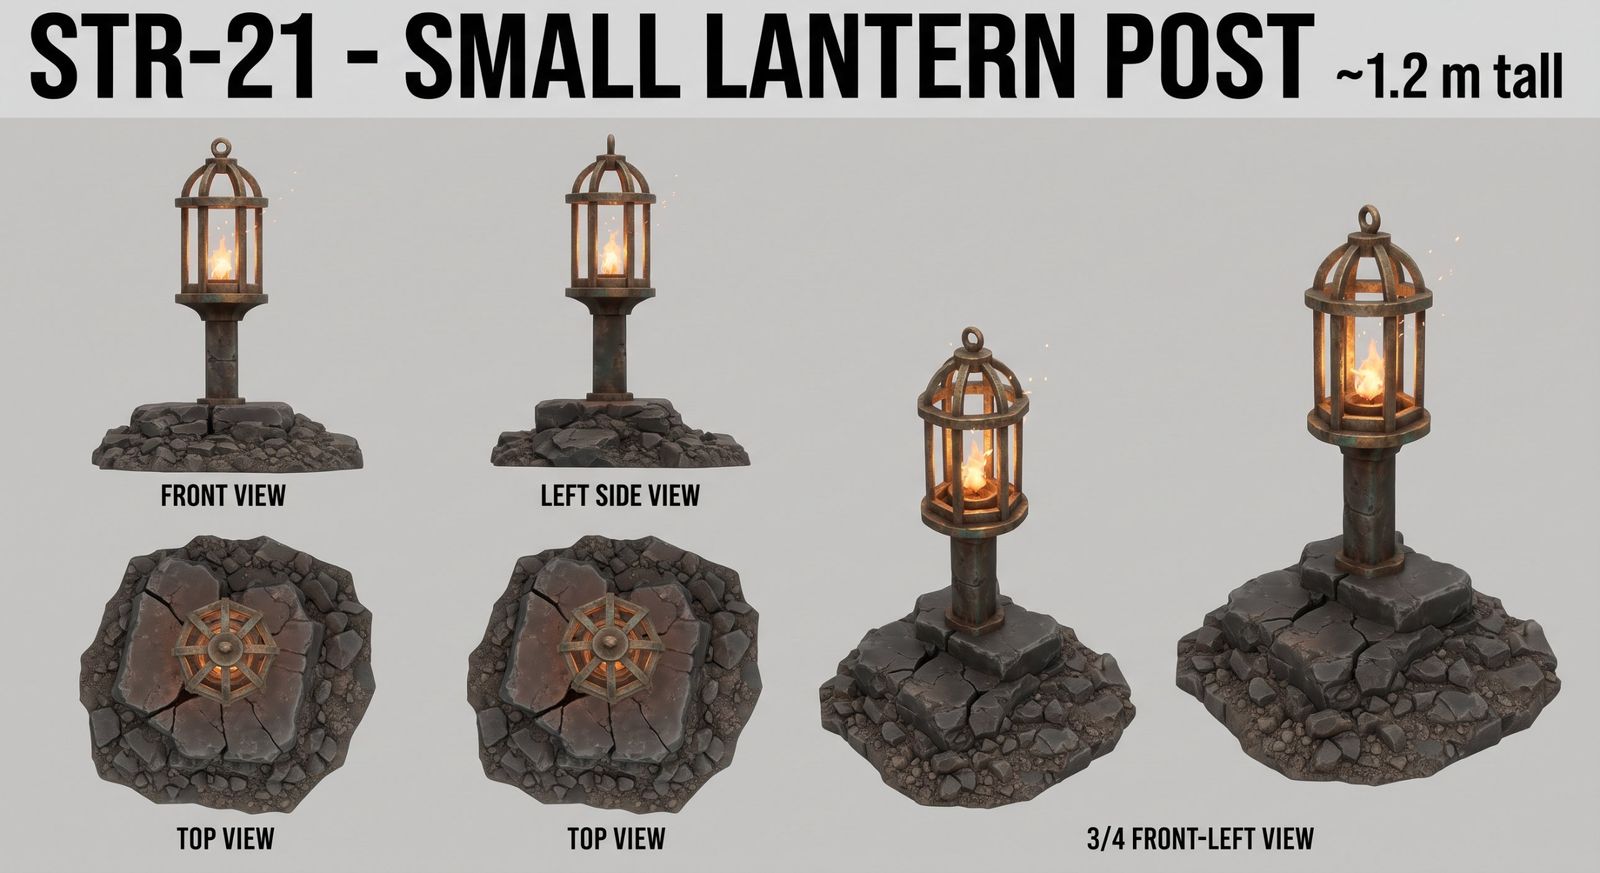 STR-21 - SMALL LANTERN POST ~1.2 m tall
FRONT VIEW
LEFT SIDE VIEW
TOP VIEW
TOP VIEW
3/4 FRONT-LEFT VIEW